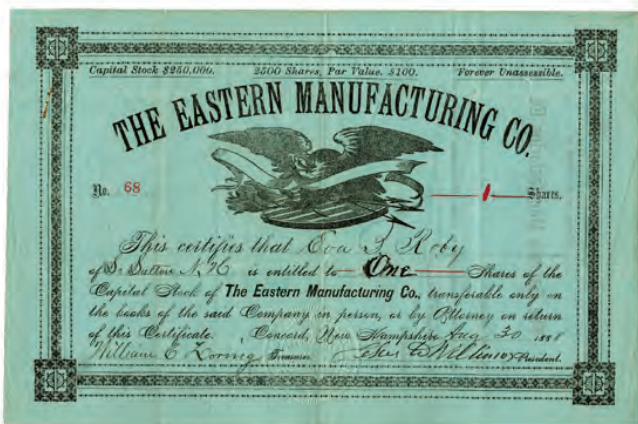 Capital Stock $250,000. 2500 Shares, Par Value. $100. Forever Unassessible.
THE EASTERN MANUFACTURING CO.
No. 68 1 Shares.
This certifies that Eva S Roby
of So Sutton N.H is entitled to One Shares of the
Capital Stock of The Eastern Manufacturing Co., transferable only on
the books of the said Company in person, or by Attorney on return
of this Certificate. Concord, New Hampshire Aug 30 1888
William C Treasurer. President.